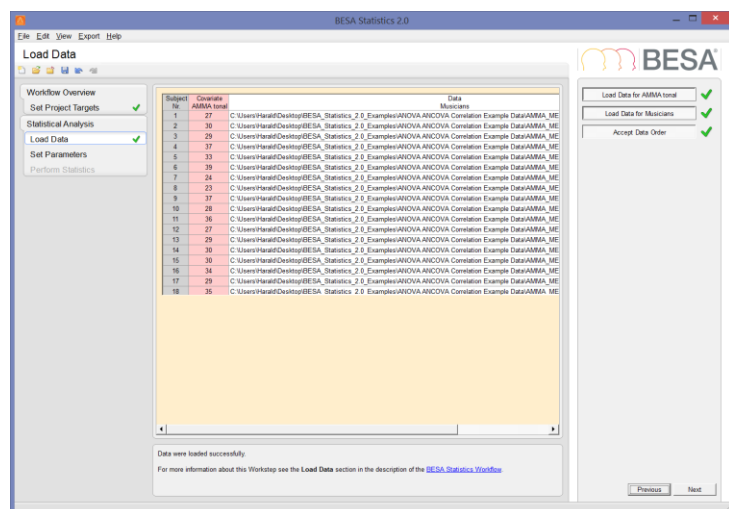 BESA Statistics 2.0
File Edit View Export Help
Load Data
BESA
Workflow Overview
Set Project Targets
Statistical Analysis
Load Data
Set Parameters
Perform Statistics
Subject Nr. Covariate AMMA tonal Data Musicians
1 27 C:\Users\Harald\Desktop\BESA_Statistics_2.0_Examples\ANOVA ANCOVA Correlation Example Data\AMMA_ME
2 30 C:\Users\Harald\Desktop\BESA_Statistics_2.0_Examples\ANOVA ANCOVA Correlation Example Data\AMMA_ME
3 29 C:\Users\Harald\Desktop\BESA_Statistics_2.0_Examples\ANOVA ANCOVA Correlation Example Data\AMMA_ME
4 37 C:\Users\Harald\Desktop\BESA_Statistics_2.0_Examples\ANOVA ANCOVA Correlation Example Data\AMMA_ME
5 33 C:\Users\Harald\Desktop\BESA_Statistics_2.0_Examples\ANOVA ANCOVA Correlation Example Data\AMMA_ME
6 39 C:\Users\Harald\Desktop\BESA_Statistics_2.0_Examples\ANOVA ANCOVA Correlation Example Data\AMMA_ME
7 24 C:\Users\Harald\Desktop\BESA_Statistics_2.0_Examples\ANOVA ANCOVA Correlation Example Data\AMMA_ME
8 23 C:\Users\Harald\Desktop\BESA_Statistics_2.0_Examples\ANOVA ANCOVA Correlation Example Data\AMMA_ME
9 37 C:\Users\Harald\Desktop\BESA_Statistics_2.0_Examples\ANOVA ANCOVA Correlation Example Data\AMMA_ME
10 28 C:\Users\Harald\Desktop\BESA_Statistics_2.0_Examples\ANOVA ANCOVA Correlation Example Data\AMMA_ME
11 36 C:\Users\Harald\Desktop\BESA_Statistics_2.0_Examples\ANOVA ANCOVA Correlation Example Data\AMMA_ME
12 27 C:\Users\Harald\Desktop\BESA_Statistics_2.0_Examples\ANOVA ANCOVA Correlation Example Data\AMMA_ME
13 29 C:\Users\Harald\Desktop\BESA_Statistics_2.0_Examples\ANOVA ANCOVA Correlation Example Data\AMMA_ME
14 30 C:\Users\Harald\Desktop\BESA_Statistics_2.0_Examples\ANOVA ANCOVA Correlation Example Data\AMMA_ME
15 30 C:\Users\Harald\Desktop\BESA_Statistics_2.0_Examples\ANOVA ANCOVA Correlation Example Data\AMMA_ME
16 34 C:\Users\Harald\Desktop\BESA_Statistics_2.0_Examples\ANOVA ANCOVA Correlation Example Data\AMMA_ME
17 29 C:\Users\Harald\Desktop\BESA_Statistics_2.0_Examples\ANOVA ANCOVA Correlation Example Data\AMMA_ME
18 35 C:\Users\Harald\Desktop\BESA_Statistics_2.0_Examples\ANOVA ANCOVA Correlation Example Data\AMMA_ME
Load Data for AMMA tonal
Load Data for Musicians
Accept Data Order
Data were loaded successfully.
For more information about this Workstep see the Load Data section in the description of the BESA Statistics Workflow.
Previous Next